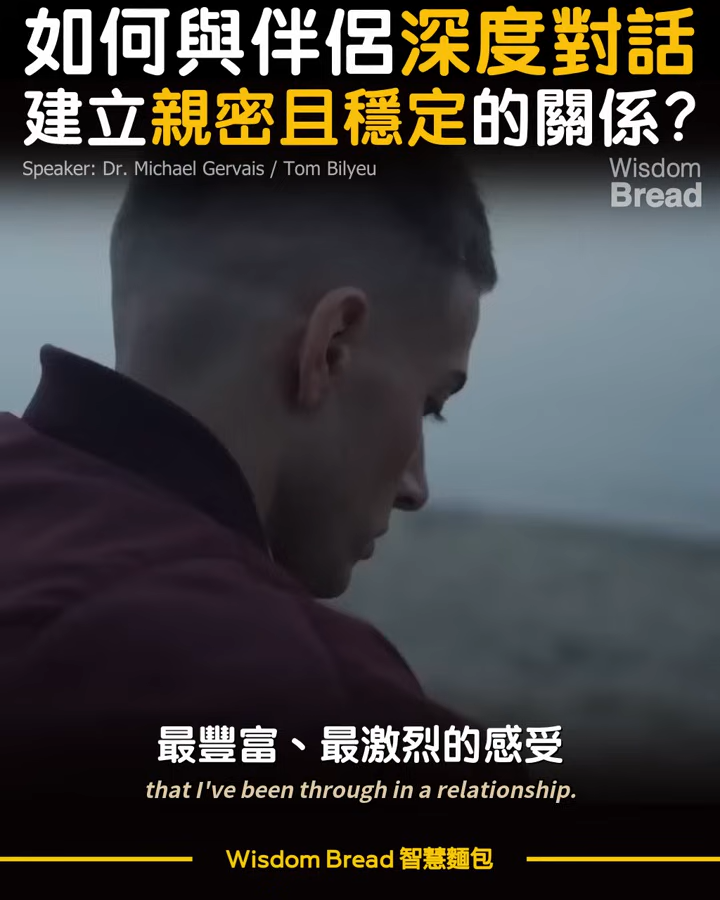 如何與伴侶深度對話
建立親密且穩定的關係?
Speaker: Dr. Michael Gervais / Tom Bilyeu
Wisdom
Bread
最豐富、最激烈的感受
that I've been through in a relationship.
Wisdom Bread 智慧麵包